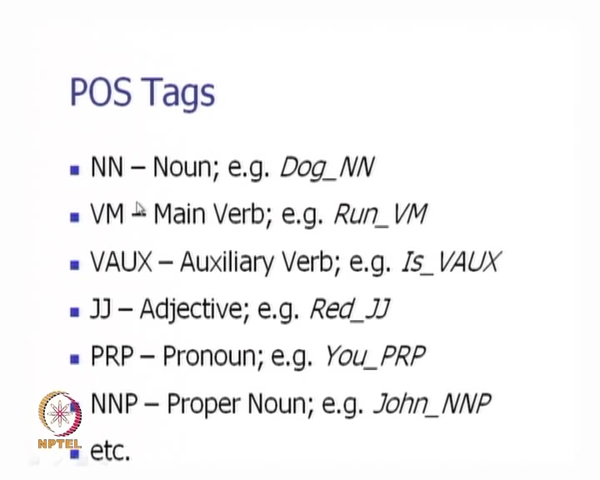 POS Tags
NN – Noun; e.g. Dog_NN
VM – Main Verb; e.g. Run_VM
VAUX – Auxiliary Verb; e.g. Is_VAUX
JJ – Adjective; e.g. Red_JJ
PRP – Pronoun; e.g. You_PRP
NNP – Proper Noun; e.g. John_NNP
etc.
NPTEL